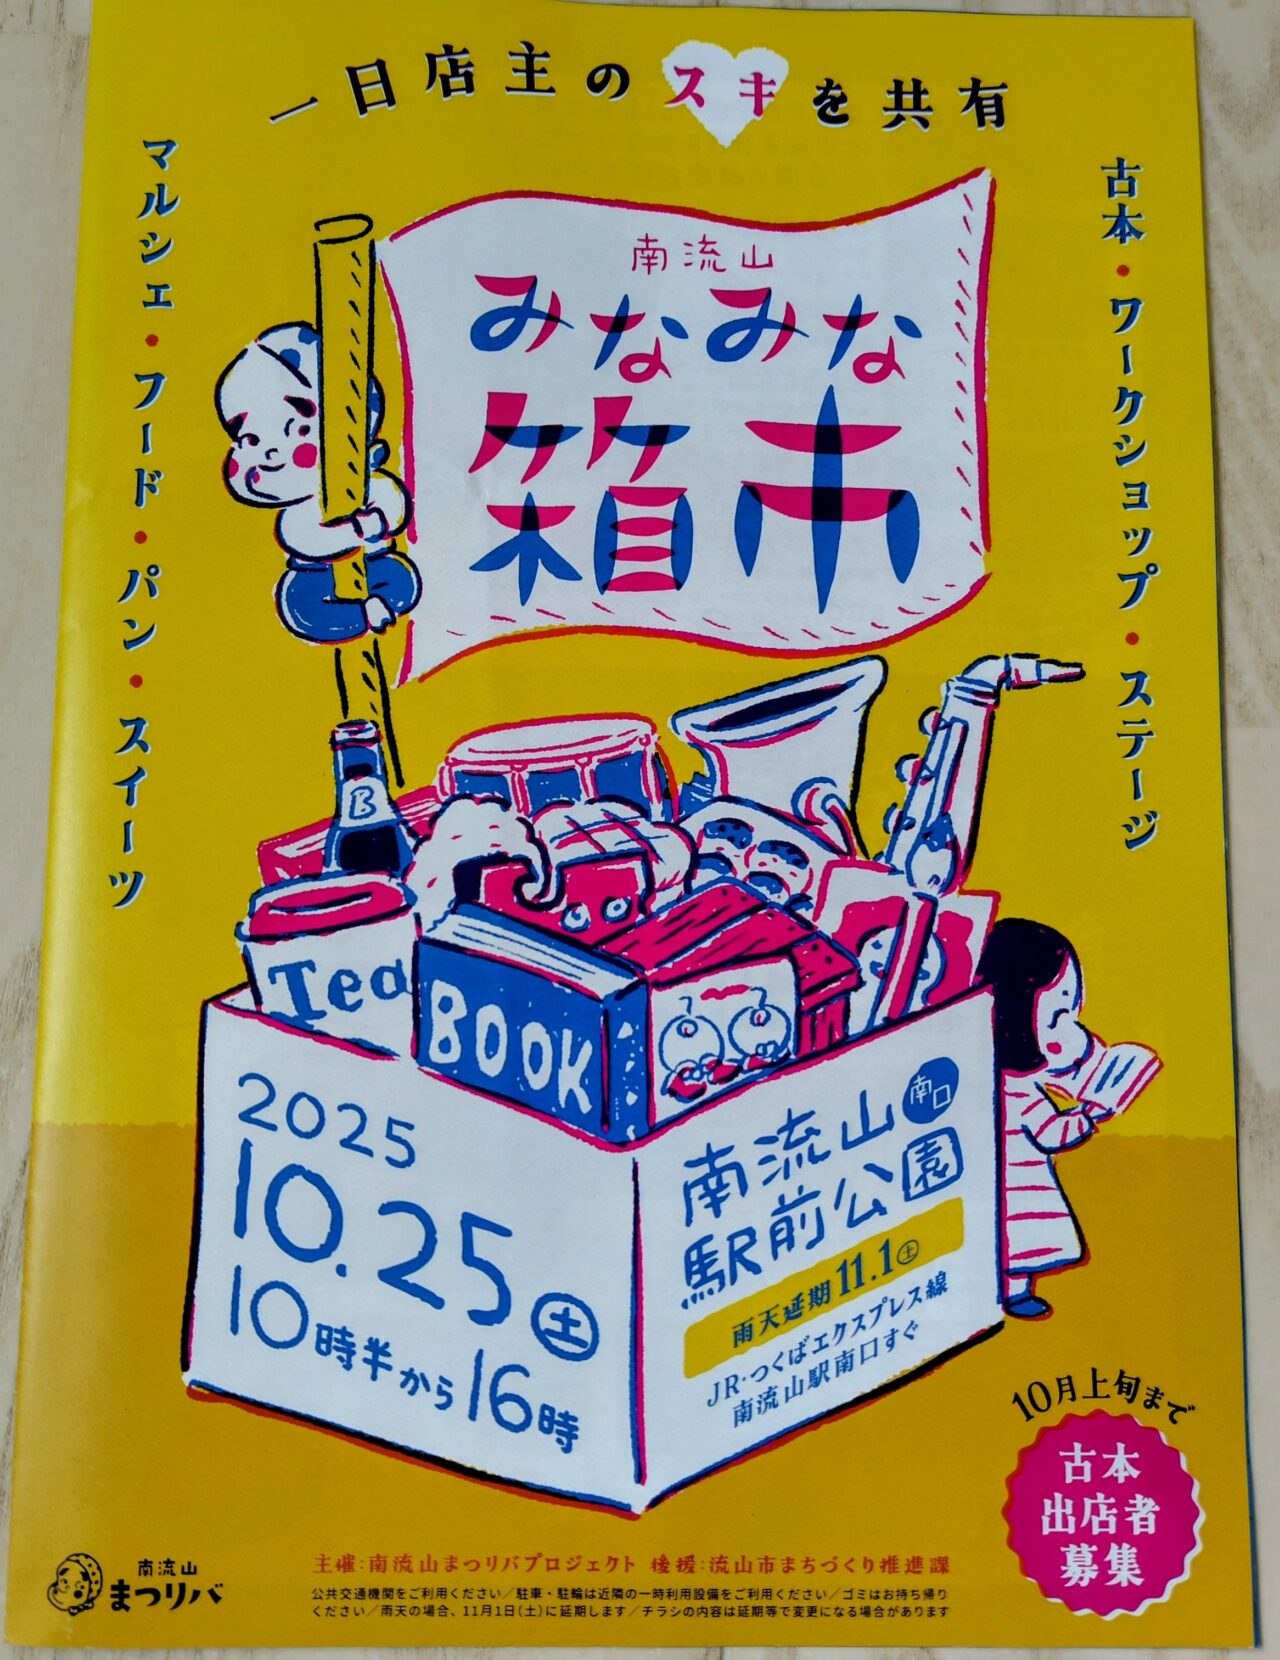 一日店主のスキを共有
古本・ワークショップ・ステージ
マルシェ・フード・パン・スイーツ
南流山
みなみな
箱市
B
Tea
BOOK
2025
10.25土
10時半から16時
南流山南口
駅前公園
雨天延期11.1土
JR・つくばエクスプレス線
南流山駅南口すぐ
10月上旬まで
古本
出店者
募集
南流山
まつリバ
主催:南流山まつリバプロジェクト 後援:流山市まちづくり推進課
公共交通機関をご利用ください/駐車・駐輪は近隣の一時利用設備をご利用ください/ゴミはお持ち帰り
ください/雨天の場合、11月1日(土)に延期します/チラシの内容は延期等で変更になる場合があります